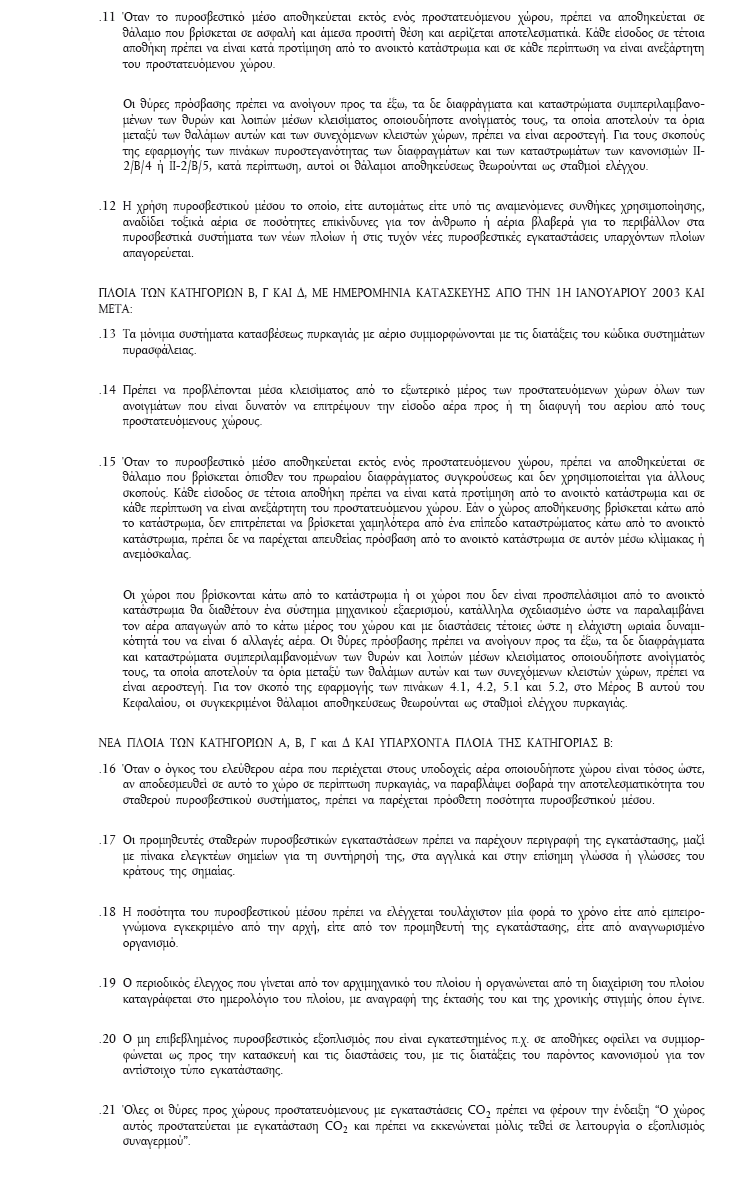 .11 Όταν το πυροσβεστικό μέσο αποθηκεύεται εκτός ενός προστατευόμενου χώρου, πρέπει να αποθηκεύεται σε
θάλαμο που βρίσκεται σε ασφαλή και άμεσα προσιτή θέση και αερίζεται αποτελεσματικά. Κάθε είσοδος σε τέτοια
αποθήκη πρέπει να είναι κατά προτίμηση από το ανοικτό κατάστρωμα και σε κάθε περίπτωση να είναι ανεξάρτητη
του προστατευόμενου χώρου.
Οι θύρες πρόσβασης πρέπει να ανοίγουν προς τα έξω, τα δε διαφράγματα και καταστρώματα συμπεριλαμβανο-
μένων των θυρών και λοιπών μέσων κλεισίματος οποιουδήποτε ανοίγματός τους, τα οποία αποτελούν τα όρια
μεταξύ των θαλάμων αυτών και των συνεχόμενων κλειστών χώρων, πρέπει να είναι αεροστεγή. Για τους σκοπούς
της εφαρμογής των πινάκων πυροστεγανότητας των διαφραγμάτων και των καταστρωμάτων των κανονισμών II-
2/B/4 ή II-2/B/5, κατά περίπτωση, αυτοί οι θάλαμοι αποθηκεύσεως θεωρούνται ως σταθμοί ελέγχου.
.12 Η χρήση πυροσβεστικού μέσου το οποίο, είτε αυτομάτως είτε υπό τις αναμενόμενες συνθήκες χρησιμοποίησης,
αναδίδει τοξικά αέρια σε ποσότητες επικίνδυνες για τον άνθρωπο ή αέρια βλαβερά για το περιβάλλον στα
πυροσβεστικά συστήματα των νέων πλοίων ή στις τυχόν νέες πυροσβεστικές εγκαταστάσεις υπαρχόντων πλοίων
απαγορεύεται.
ΠΛΟΙΑ ΤΩΝ ΚΑΤΗΓΟΡΙΩΝ Β, Γ ΚΑΙ Δ, ΜΕ ΗΜΕΡΟΜΗΝΙΑ ΚΑΤΑΣΚΕΥΗΣ ΑΠΟ ΤΗΝ 1Η ΙΑΝΟΥΑΡΙΟΥ 2003 ΚΑΙ
ΜΕΤΑ:
.13 Τα μόνιμα συστήματα κατασβέσεως πυρκαγιάς με αέριο συμμορφώνονται με τις διατάξεις του κώδικα συστημάτων
πυρασφάλειας.
.14 Πρέπει να προβλέπονται μέσα κλεισίματος από το εξωτερικό μέρος των προστατευόμενων χώρων όλων των
ανοιγμάτων που είναι δυνατόν να επιτρέψουν την είσοδο αέρα προς ή τη διαφυγή του αερίου από τους
προστατευόμενους χώρους.
.15 Όταν το πυροσβεστικό μέσο αποθηκεύεται εκτός ενός προστατευόμενου χώρου, πρέπει να αποθηκεύεται σε
θάλαμο που βρίσκεται όπισθεν του πρωραίου διαφράγματος συγκρούσεως και δεν χρησιμοποιείται για άλλους
σκοπούς. Κάθε είσοδος σε τέτοια αποθήκη πρέπει να είναι κατά προτίμηση από το ανοικτό κατάστρωμα και σε
κάθε περίπτωση να είναι ανεξάρτητη του προστατευόμενου χώρου. Εάν ο χώρος αποθήκευσης βρίσκεται κάτω από
το κατάστρωμα, δεν επιτρέπεται να βρίσκεται χαμηλότερα από ένα επίπεδο καταστρώματος κάτω από το ανοικτό
κατάστρωμα, πρέπει δε να παρέχεται απευθείας πρόσβαση από το ανοικτό κατάστρωμα σε αυτόν μέσω κλίμακας ή
ανεμόσκαλας.
Οι χώροι που βρίσκονται κάτω από το κατάστρωμα ή οι χώροι που δεν είναι προσπελάσιμοι από το ανοικτό
κατάστρωμα θα διαθέτουν ένα σύστημα μηχανικού εξαερισμού, κατάλληλα σχεδιασμένο ώστε να παραλαμβάνει
τον αέρα απαγωγών από το κάτω μέρος του χώρου και με διαστάσεις τέτοιες ώστε η ελάχιστη ωριαία δυναμι-
κότητά του να είναι 6 αλλαγές αέρα. Οι θύρες πρόσβασης πρέπει να ανοίγουν προς τα έξω, τα δε διαφράγματα
και καταστρώματα συμπεριλαμβανομένων των θυρών και λοιπών μέσων κλεισίματος οποιουδήποτε ανοίγματός
τους, τα οποία αποτελούν τα όρια μεταξύ των θαλάμων αυτών και των συνεχόμενων κλειστών χώρων, πρέπει να
είναι αεροστεγή. Για τον σκοπό της εφαρμογής των πινάκων 4.1, 4.2, 5.1 και 5.2, στο Μέρος Β αυτού του
Κεφαλαίου, οι συγκεκριμένοι θάλαμοι αποθηκεύσεως θεωρούνται ως σταθμοί ελέγχου πυρκαγιάς.
ΝΕΑ ΠΛΟΙΑ ΤΩΝ ΚΑΤΗΓΟΡΙΩΝ Α, Β, Γ και Δ ΚΑΙ ΥΠΑΡΧΟΝΤΑ ΠΛΟΙΑ ΤΗΣ ΚΑΤΗΓΟΡΙΑΣ Β:
.16 Όταν ο όγκος του ελεύθερου αέρα που περιέχεται στους υποδοχείς αέρα οποιουδήποτε χώρου είναι τόσος ώστε,
αν αποδεσμευθεί σε αυτό το χώρο σε περίπτωση πυρκαγιάς, να παραβλάψει σοβαρά την αποτελεσματικότητα του
σταθερού πυροσβεστικού συστήματος, πρέπει να παρέχεται πρόσθετη ποσότητα πυροσβεστικού μέσου.
.17 Οι προμηθευτές σταθερών πυροσβεστικών εγκαταστάσεων πρέπει να παρέχουν περιγραφή της εγκατάστασης, μαζί
με πίνακα ελεγκτέων σημείων για τη συντήρησή της, στα αγγλικά και στην επίσημη γλώσσα ή γλώσσες του
κράτους της σημαίας.
.18 Η ποσότητα του πυροσβεστικού μέσου πρέπει να ελέγχεται τουλάχιστον μία φορά το χρόνο είτε από εμπειρο-
γνώμονα εγκεκριμένο από την αρχή, είτε από τον προμηθευτή της εγκατάστασης, είτε από αναγνωρισμένο
οργανισμό.
.19 Ο περιοδικός έλεγχος που γίνεται από τον αρχιμηχανικό του πλοίου ή οργανώνεται από τη διαχείριση του πλοίου
καταγράφεται στο ημερολόγιο του πλοίου, με αναγραφή της έκτασής του και της χρονικής στιγμής όπου έγινε.
.20 Ο μη επιβεβλημένος πυροσβεστικός εξοπλισμός που είναι εγκατεστημένος π.χ. σε αποθήκες οφείλει να συμμορ-
φώνεται ως προς την κατασκευή και τις διαστάσεις του, με τις διατάξεις του παρόντος κανονισμού για τον
αντίστοιχο τύπο εγκατάστασης.
.21 Όλες οι θύρες προς χώρους προστατευόμενους με εγκαταστάσεις CO₂ πρέπει να φέρουν την ένδειξη “Ο χώρος
αυτός προστατεύεται με εγκατάσταση CO₂ και πρέπει να εκκενώνεται μόλις τεθεί σε λειτουργία ο εξοπλισμός
συναγερμού”.